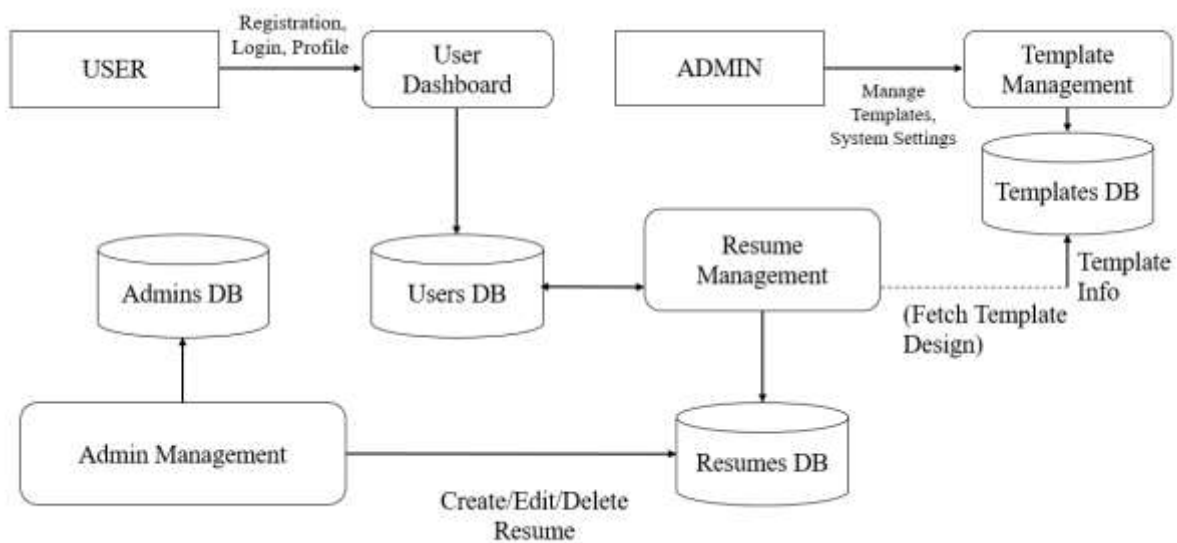 Registration,
Login, Profile
USER
User
Dashboard
ADMIN
Manage
Templates,
System Settings
Template
Management
Templates DB
Admins DB
Users DB
Resume
Management
Template
Info
(Fetch Template
Design)
Admin Management
Resumes DB
Create/Edit/Delete
Resume